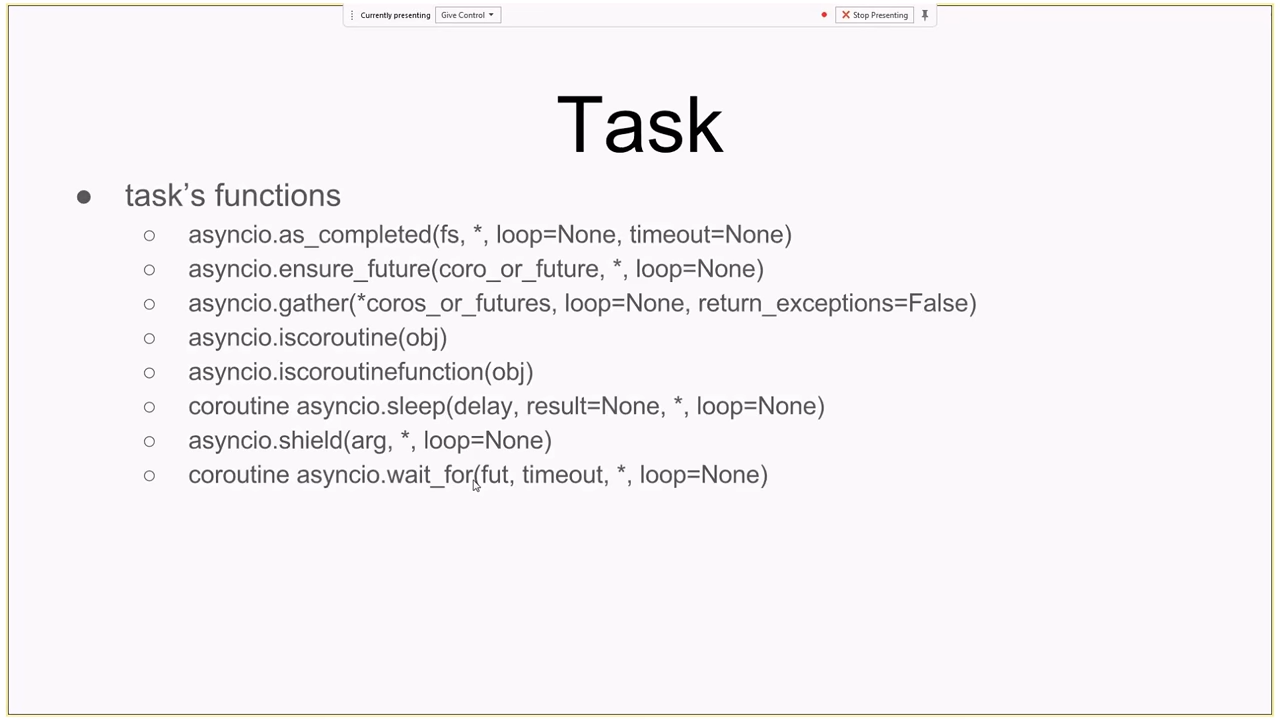 Currently presenting Give Control Stop Presenting
Task
● task’s functions
○ asyncio.as_completed(fs, *, loop=None, timeout=None)
○ asyncio.ensure_future(coro_or_future, *, loop=None)
○ asyncio.gather(*coros_or_futures, loop=None, return_exceptions=False)
○ asyncio.iscoroutine(obj)
○ asyncio.iscoroutinefunction(obj)
○ coroutine asyncio.sleep(delay, result=None, *, loop=None)
○ asyncio.shield(arg, *, loop=None)
○ coroutine asyncio.wait_for(fut, timeout, *, loop=None)